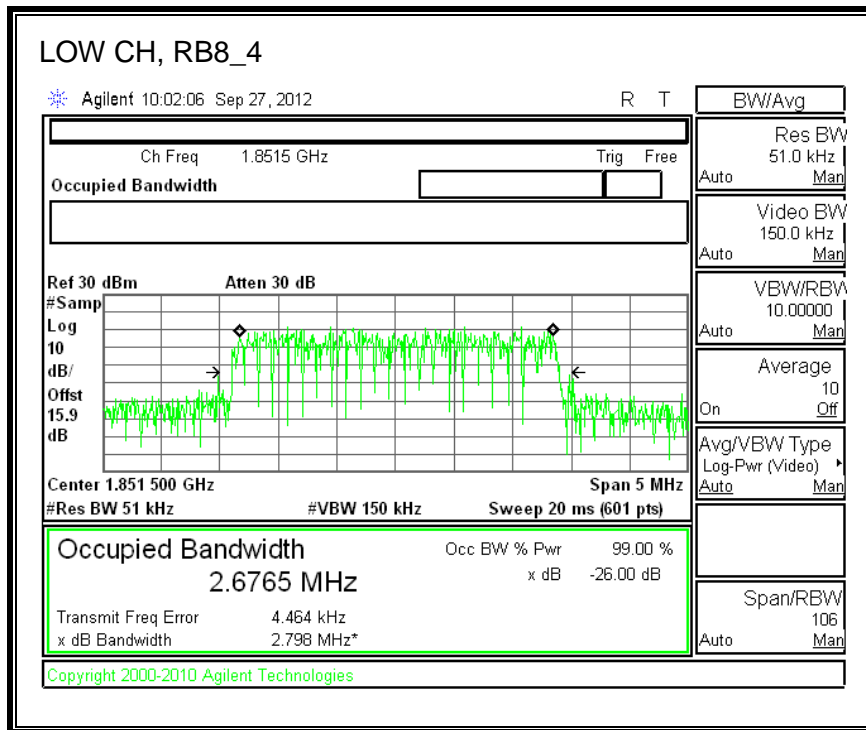 LOW CH, RB8_4
Agilent 10:02:06 Sep 27, 2012 R T
BW/Avg
Ch Freq 1.8515 GHz Trig Free
Occupied Bandwidth
Res BW
51.0 kHz
Auto Man
Video BW
150.0 kHz
Auto Man
Ref 30 dBm Atten 30 dB
VBW/RBW
10.00000
Auto Man
#Samp
Log
10
dB/
Offst
15.9
dB
Average
10
On Off
Avg/VBW Type
Log-Pwr (Video)
Auto Man
Center 1.851 500 GHz Span 5 MHz
#Res BW 51 kHz #VBW 150 kHz Sweep 20 ms (601 pts)
Occupied Bandwidth
2.6765 MHz
Occ BW % Pwr 99.00 %
x dB -26.00 dB
Transmit Freq Error 4.464 kHz
x dB Bandwidth 2.798 MHz*
Span/RBW
106
Auto Man
Copyright 2000-2010 Agilent Technologies